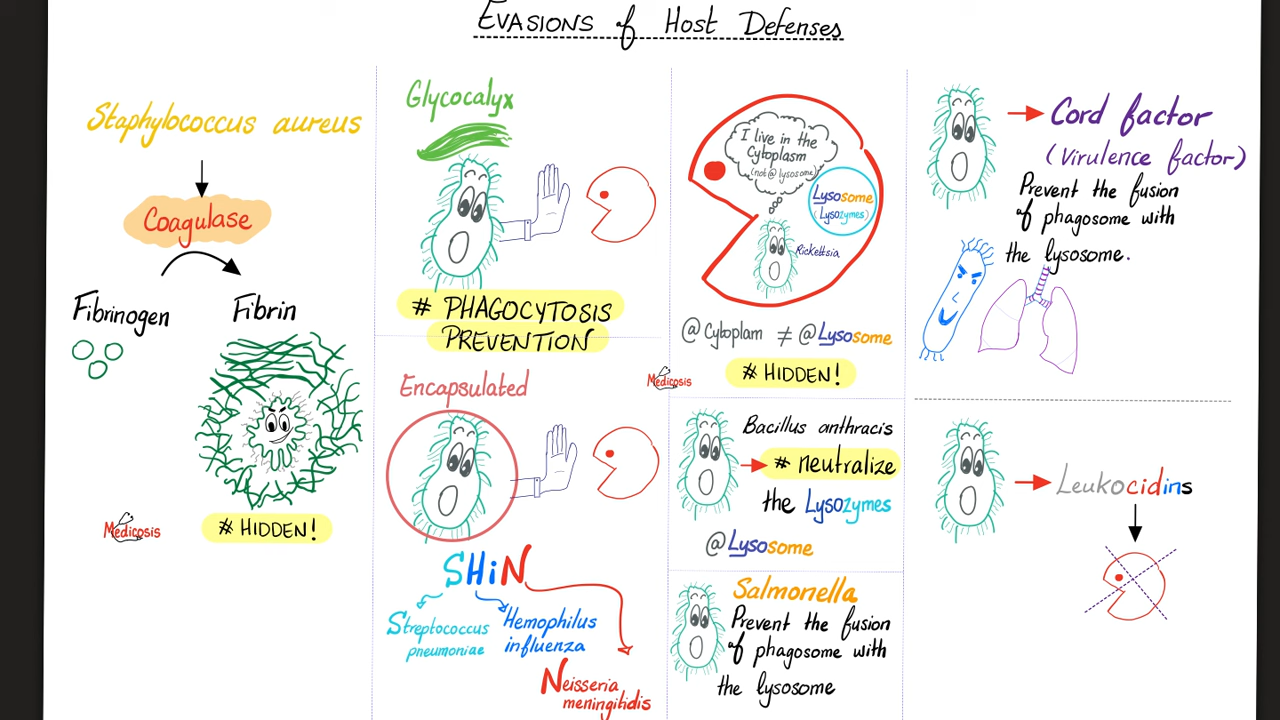 Evasions of Host Defenses
Staphylococcus aureus
Coagulase
Fibrinogen
Fibrin
# HIDDEN!
Medicosis
Glycocalyx
# PHAGOCYTOSIS
PREVENTION
Encapsulated
SHiN
Streptococcus
pneumoniae
Hemophilus
influenza
Neisseria
meningitidis
Medicosis
I live in the
Cytoplasm
(not @ lysosome)
Lysosome
(Lysozymes)
Rickettsia
@ Cytoplam ≠ @ Lysosome
# HIDDEN!
Bacillus anthracis
# neutralize
the Lysozymes
@ Lysosome
Salmonella
Prevent the fusion
of phagosome with
the lysosome
Cord factor
(Virulence factor)
Prevent the fusion
of phagosome with
the lysosome.
Leukocidins